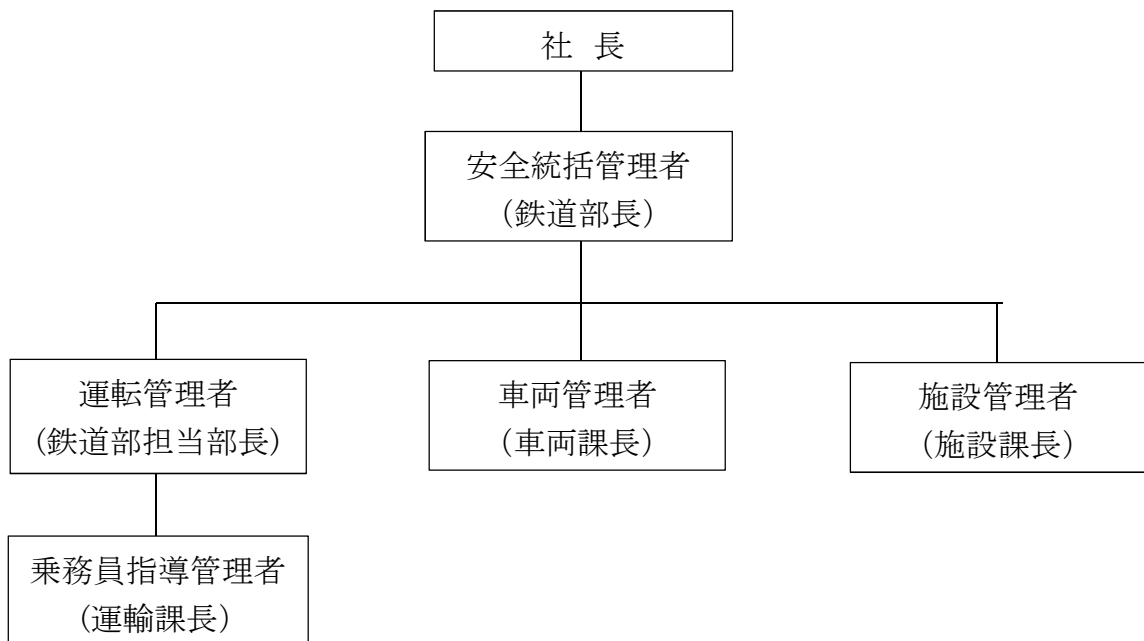 社 長
安全統括管理者
(鉄道部長)
運転管理者
(鉄道部担当部長)
車両管理者
(車両課長)
施設管理者
(施設課長)
乗務員指導管理者
(運輸課長)